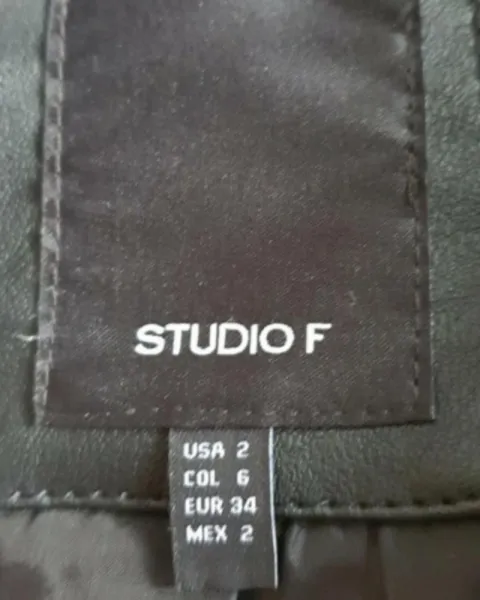 STUDIO F
USA 2
COL 6
EUR 34
MEX 2